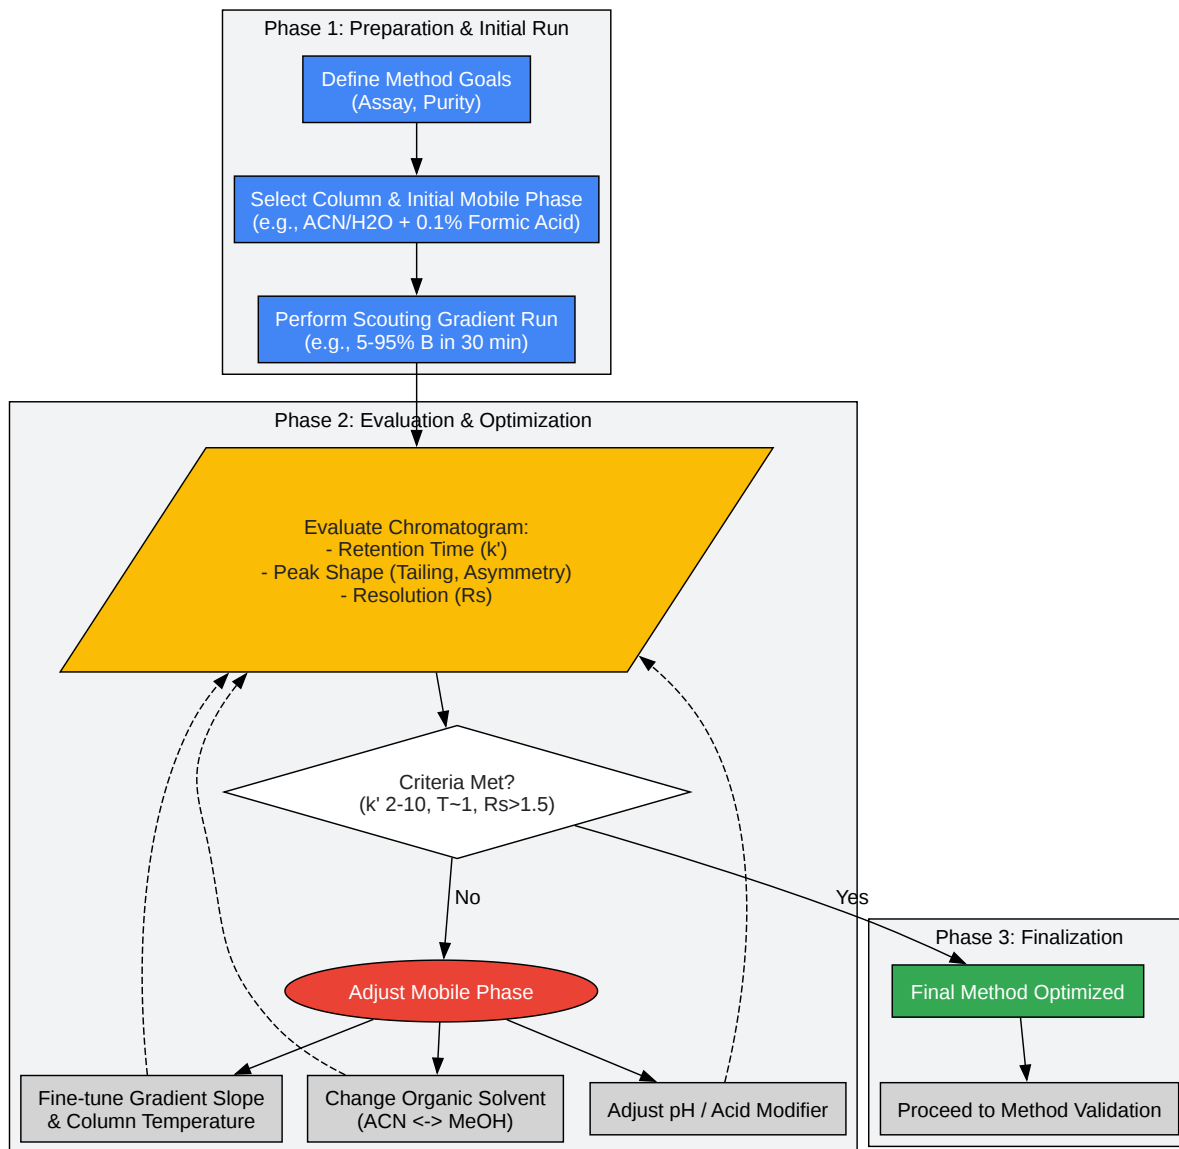 Phase 1: Preparation & Initial Run
Define Method Goals
(Assay, Purity)
Select Column & Initial Mobile Phase
(e.g., ACN/H2O + 0.1% Formic Acid)
Perform Scouting Gradient Run
(e.g., 5-95% B in 30 min)
Phase 2: Evaluation & Optimization
Evaluate Chromatogram:
- Retention Time (k')
- Peak Shape (Tailing, Asymmetry)
- Resolution (Rs)
Criteria Met?
(k' 2-10, T~1, Rs>1.5)
No
Yes
Adjust Mobile Phase
Fine-tune Gradient Slope
& Column Temperature
Change Organic Solvent
(ACN <-> MeOH)
Adjust pH / Acid Modifier
Phase 3: Finalization
Final Method Optimized
Proceed to Method Validation